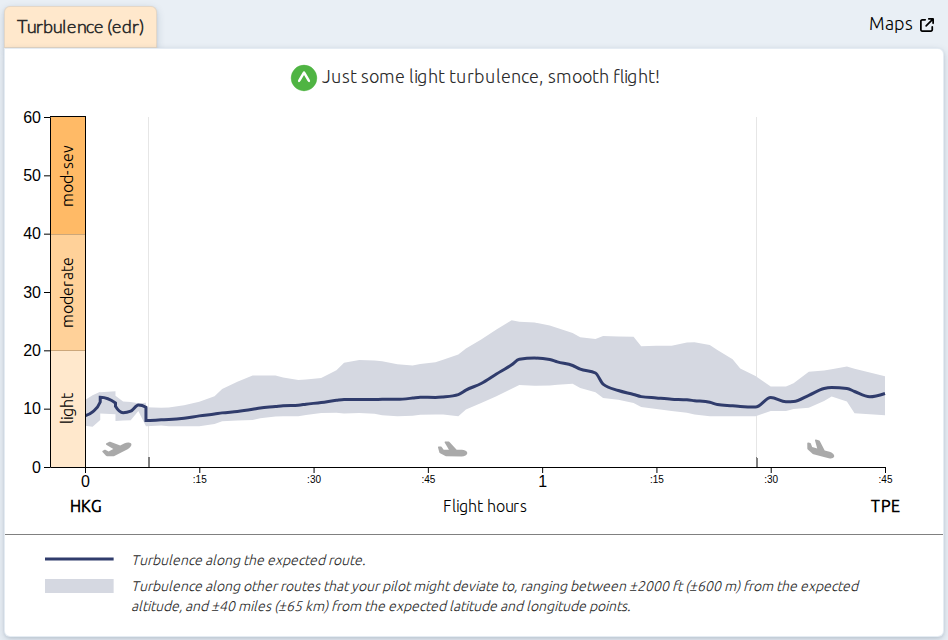 Turbulence (edr)
Maps
Just some light turbulence, smooth flight!
60
50
40
30
20
10
0
mod-sev
moderate
light
0 :15 :30 :45 1 :15 :30 :45
HKG Flight hours TPE
Turbulence along the expected route.
Turbulence along other routes that your pilot might deviate to, ranging between ±2000 ft (±600 m) from the expected
altitude, and ±40 miles (±65 km) from the expected latitude and longitude points.